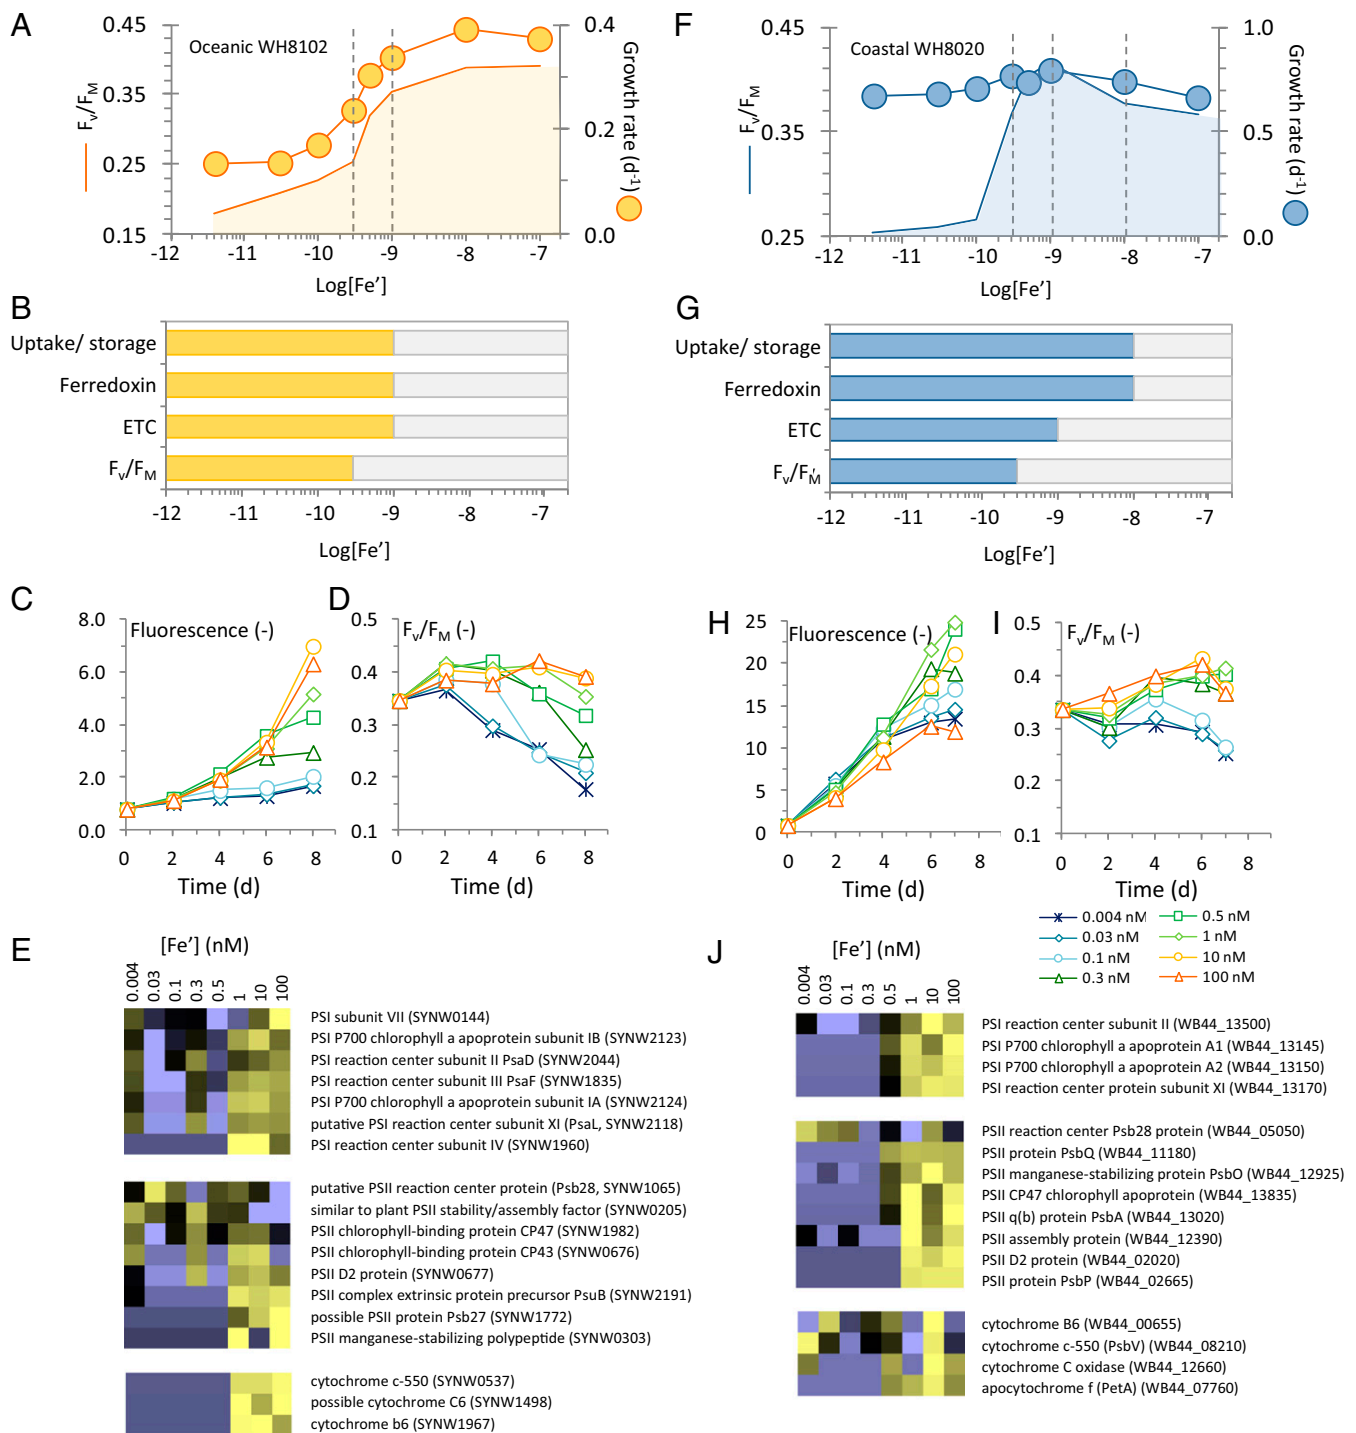 A
Oceanic WH8102
0.45
0.35
0.25
0.15
Fv/FM
0.4
0.2
0.0
Growth rate (d-1)
-12 -11 -10 -9 -8 -7
Log[Fe’]
F
Coastal WH8020
0.45
0.35
0.25
Fv/FM
1.0
0.5
0.0
Growth rate (d-1)
-12 -11 -10 -9 -8 -7
Log[Fe’]
B
Uptake/ storage
Ferredoxin
ETC
Fv/FM
-12 -11 -10 -9 -8 -7
Log[Fe’]
G
Uptake/ storage
Ferredoxin
ETC
Fv/FM
-12 -11 -10 -9 -8 -7
Log[Fe’]
C
Fluorescence (-)
8.0
6.0
4.0
2.0
0.0
0 2 4 6 8
Time (d)
D
Fv/FM (-)
0.5
0.4
0.3
0.2
0.1
0 2 4 6 8
Time (d)
H
Fluorescence (-)
25
20
15
10
5
0
0 2 4 6 8
Time (d)
I
Fv/FM (-)
0.5
0.4
0.3
0.2
0.1
0 2 4 6 8
Time (d)
0.004 nM 0.5 nM
0.03 nM 1 nM
0.1 nM 10 nM
0.3 nM 100 nM
E
[Fe’] (nM)
0.004 0.03 0.1 0.3 0.5 1 10 100
PSI subunit VII (SYNW0144)
PSI P700 chlorophyll a apoprotein subunit IB (SYNW2123)
PSI reaction center subunit II PsaD (SYNW2044)
PSI reaction center subunit III PsaF (SYNW1835)
PSI P700 chlorophyll a apoprotein subunit IA (SYNW2124)
putative PSI reaction center subunit XI (PsaL, SYNW2118)
PSI reaction center subunit IV (SYNW1960)
putative PSII reaction center protein (Psb28, SYNW1065)
similar to plant PSII stability/assembly factor (SYNW0205)
PSII chlorophyll-binding protein CP47 (SYNW1982)
PSII chlorophyll-binding protein CP43 (SYNW0676)
PSII D2 protein (SYNW0677)
PSII complex extrinsic protein precursor PsuB (SYNW2191)
possible PSII protein Psb27 (SYNW1772)
PSII manganese-stabilizing polypeptide (SYNW0303)
cytochrome c-550 (SYNW0537)
possible cytochrome C6 (SYNW1498)
cytochrome b6 (SYNW1967)
J
[Fe’] (nM)
0.004 0.03 0.1 0.3 0.5 1 10 100
PSI reaction center subunit II (WB44_13500)
PSI P700 chlorophyll a apoprotein A1 (WB44_13145)
PSI P700 chlorophyll a apoprotein A2 (WB44_13150)
PSI reaction center protein subunit XI (WB44_13170)
PSII reaction center Psb28 protein (WB44_05050)
PSII protein PsbQ (WB44_11180)
PSII manganese-stabilizing protein PsbO (WB44_12925)
PSII CP47 chlorophyll apoprotein (WB44_13835)
PSII q(b) protein PsbA (WB44_13020)
PSII assembly protein (WB44_12390)
PSII D2 protein (WB44_02020)
PSII protein PsbP (WB44_02665)
cytochrome B6 (WB44_00655)
cytochrome c-550 (PsbV) (WB44_08210)
cytochrome C oxidase (WB44_12660)
apocytochrome f (PetA) (WB44_07760)